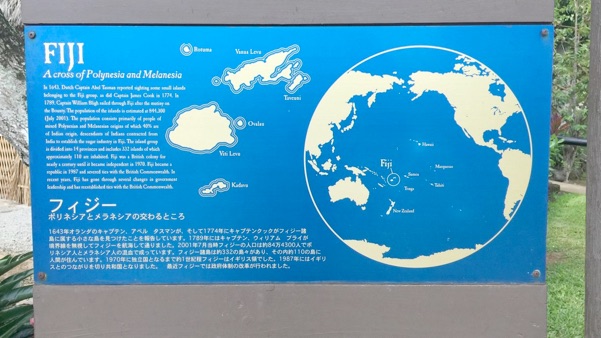 FIJI
A cross of Polynesia and Melanesia
In 1643, Dutch Captain Abel Tasman reported sighting some small islands
belonging to the Fiji group, as did Captain James Cook in 1774. In
1789, Captain William Bligh sailed through Fiji after the mutiny on
the Bounty. The population of the islands is estimated at 844,300
(July 2001). The population consists primarily of people of
mixed Polynesian and Melanesian origins of which 40% are
of Indian origin, descendants of Indians contracted from
India to establish the sugar industry in Fiji. The island group
is divided into 14 provinces and includes 332 islands of which
approximately 110 are inhabited. Fiji was a British colony for
nearly a century until it became independent in 1970. Fiji became a
republic in 1987 and severed ties with the British Commonwealth. In
recent years, Fiji has gone through several changes in government
leadership and has reestablished ties with the British Commonwealth.
フィジー
ポリネシアとメラネシアの交わるところ
1643年オランダのキャプテン、アベル タスマンが、そして1774年にキャプテンクックがフィジー諸
島に属する小さな島を見つけたことを報告しています。1789年にはキャプテン、ウィリアム ブライが
境界線を無視してフィジーを航海して通りました。2001年7月当時フィジーの人口は約84万4300人でポ
リネシア人とメラネシア人の混血で成っています。フィジー諸島は約332の島々があり、その内約110の島に
人間が住んでいます。1970年に独立国となるまで約1世紀程フィジーはイギリス領でした。1987年にはイギリ
スとのつながりを切り共和国となりました。 最近フィジーでは政府体制の改革が行われました。
Rotuma
Vanua Levu
Taveuni
Ovalau
Viti Levu
Kadavu
Hawaii
Marquesas
Fiji
Samoa
Tahiti
Tonga
New Zealand